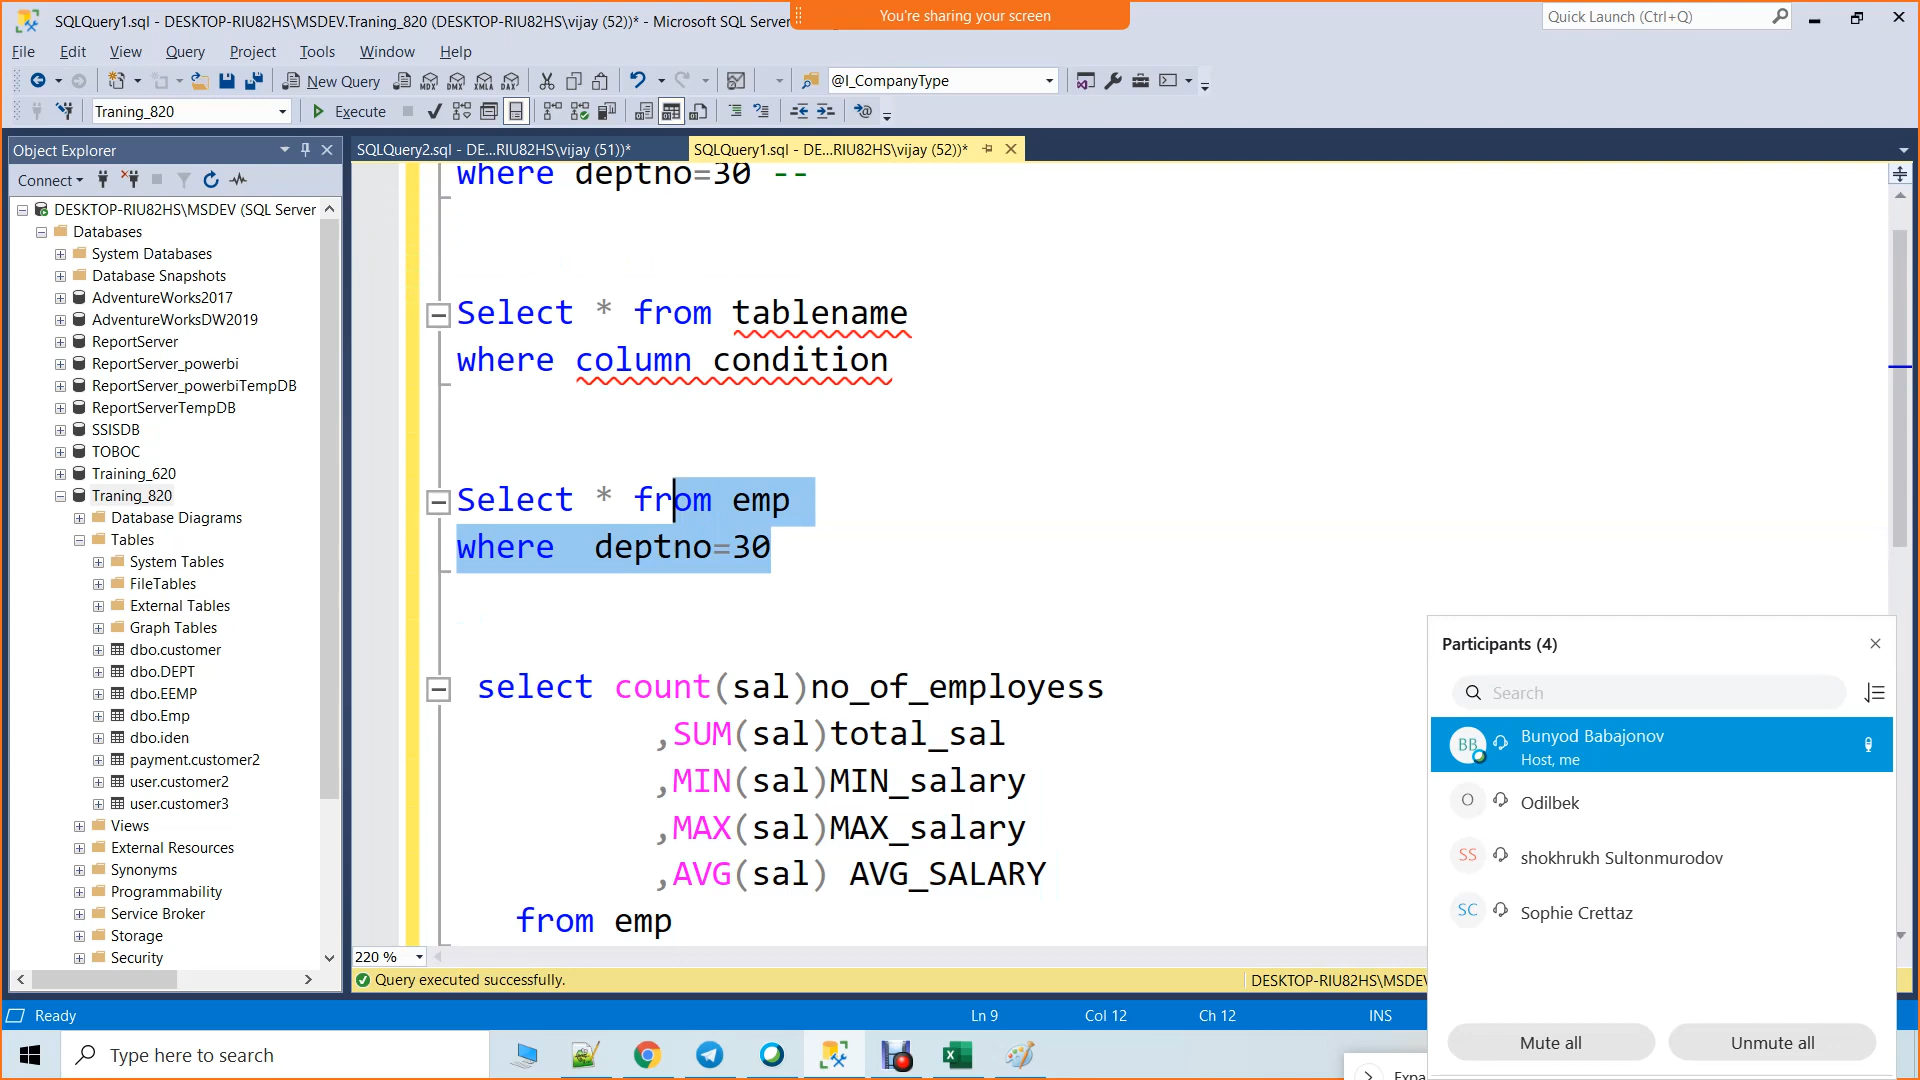 SQLQuery1.sql - DESKTOP-RIU82HS\MSDEV.Traning_820 (DESKTOP-RIU82HS\vijay (52))* - Microsoft SQL Server
You're sharing your screen
Quick Launch (Ctrl+Q)
File Edit View Query Project Tools Window Help
New Query
MDX DMX XMLA DAX
@I_CompanyType
Traning_820
Execute
Object Explorer
SQLQuery2.sql - DE...RIU82HS\vijay (51))*
SQLQuery1.sql - DE...RIU82HS\vijay (52))*
Connect
DESKTOP-RIU82HS\MSDEV (SQL Server
Databases
System Databases
Database Snapshots
AdventureWorks2017
AdventureWorksDW2019
ReportServer
ReportServer_powerbi
ReportServer_powerbiTempDB
ReportServerTempDB
SSISDB
TOBOC
Training_620
Traning_820
Database Diagrams
Tables
System Tables
FileTables
External Tables
Graph Tables
dbo.customer
dbo.DEPT
dbo.EEMP
dbo.Emp
dbo.iden
payment.customer2
user.customer2
user.customer3
Views
External Resources
Synonyms
Programmability
Service Broker
Storage
Security
where deptno=30 --
Select * from tablename
where column condition
Select * from emp
where  deptno=30
select count(sal)no_of_employess
,SUM(sal)total_sal
,MIN(sal)MIN_salary
,MAX(sal)MAX_salary
,AVG(sal) AVG_SALARY
from emp
220 %
Query executed successfully.
DESKTOP-RIU82HS\MSDEV
Participants (4)
Search
BB
Bunyod Babajonov
Host, me
O
Odilbek
SS
shokhrukh Sultonmurodov
SC
Sophie Crettaz
Mute all
Unmute all
Ready
Ln 9
Col 12
Ch 12
INS
Type here to search
Expa